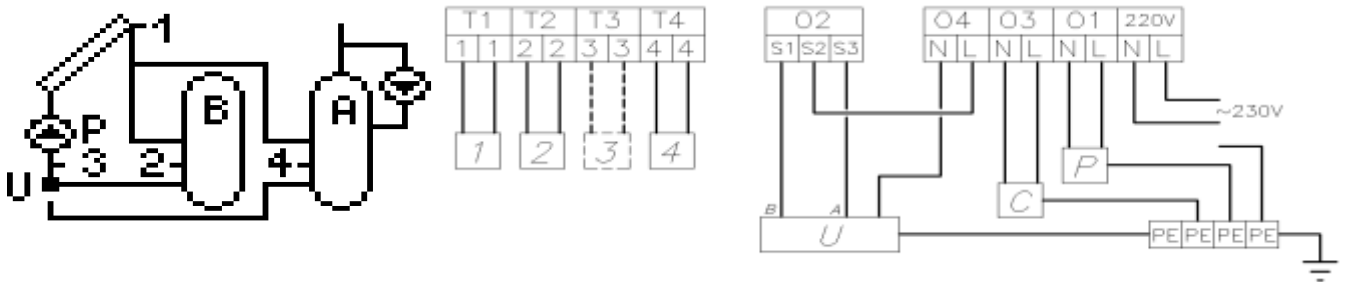 1
B
A
P
3
2
4
U
T1 T2 T3 T4
1 1 2 2 3 3 4 4
1 2 3 4
O2 O4 O3 O1 220V
S1 S2 S3 N L N L N L N L
~230V
P
C
B A
U
PE PE PE PE